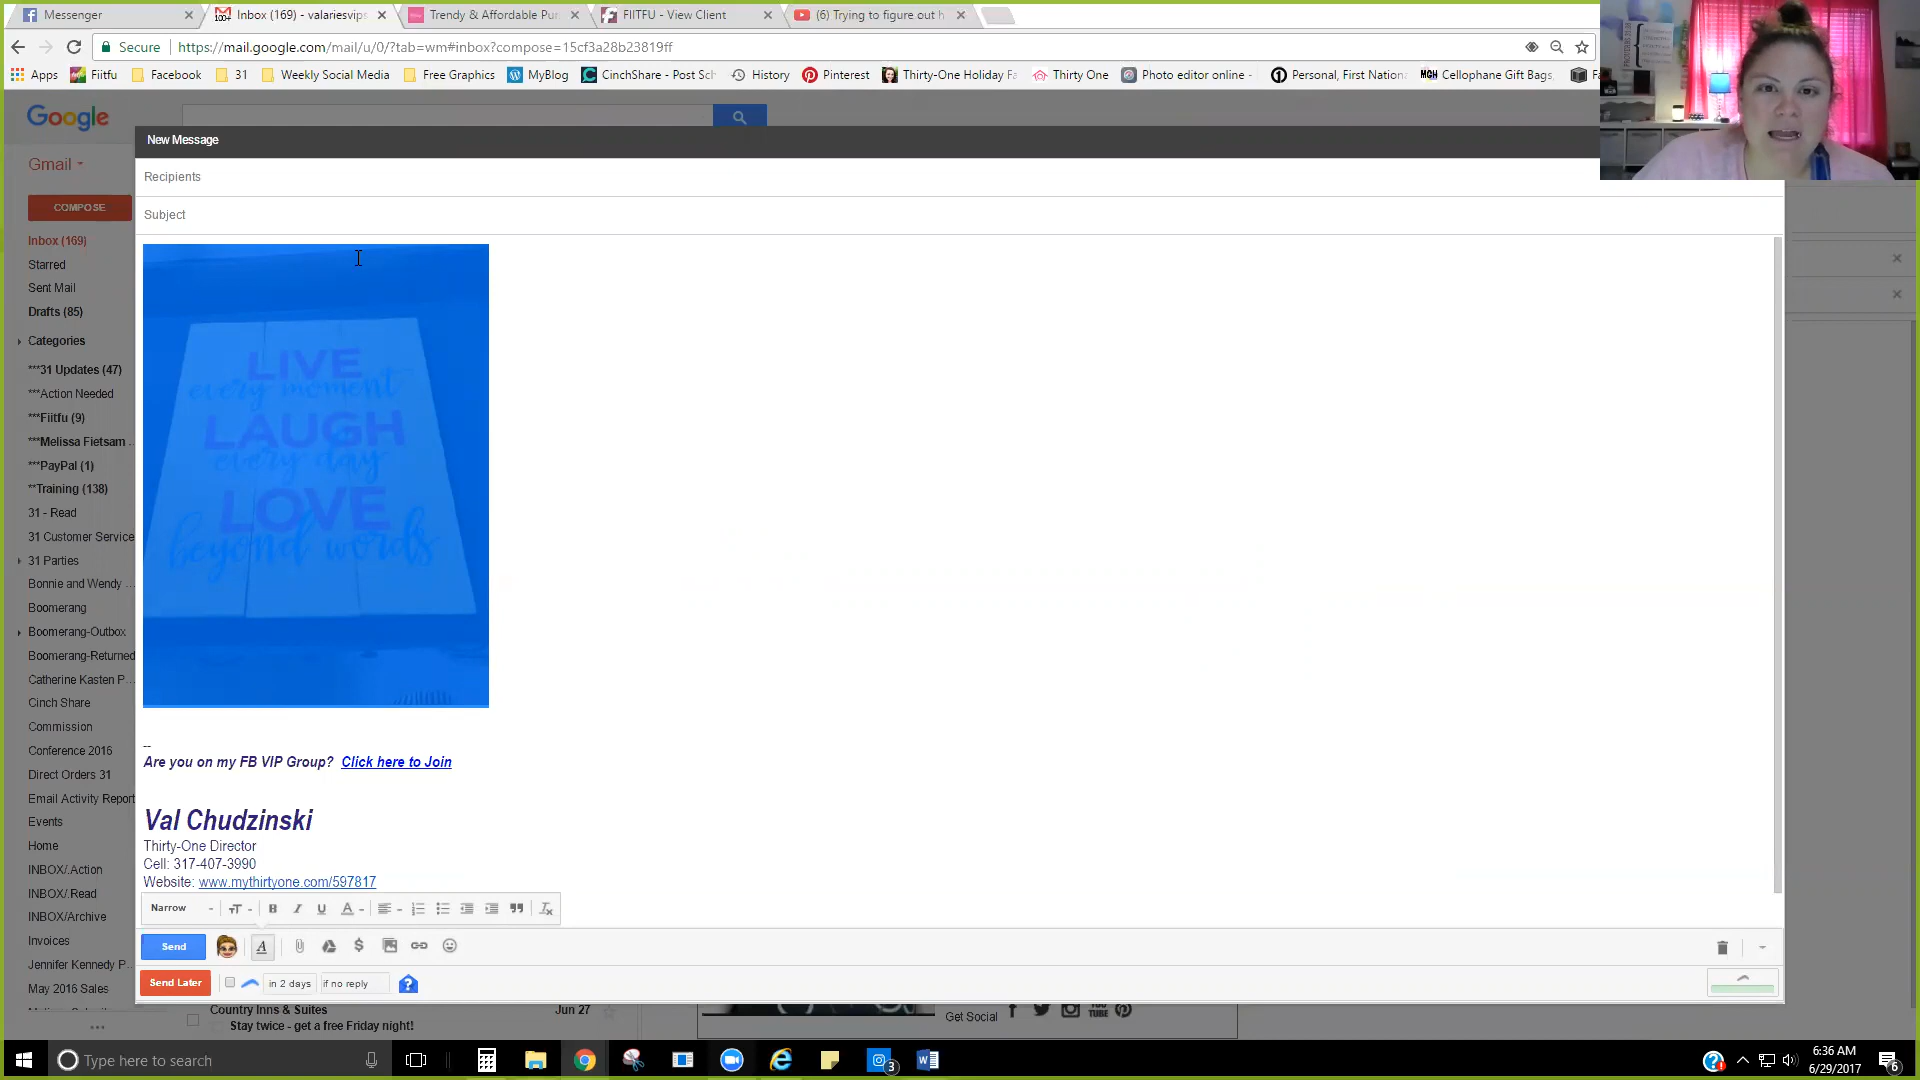 Messenger
Inbox (169) - valariesvips
Trendy & Affordable Pur
FIITFU - View Client
(6) Trying to figure out h
Secure
https://mail.google.com/mail/u/0/?tab=wm#inbox?compose=15cf3a28b23819ff
Apps
Fiitfu
Facebook
31
Weekly Social Media
Free Graphics
MyBlog
CinchShare - Post Sch
History
Pinterest
Thirty-One Holiday Fa
Thirty One
Photo editor online -
Personal, First Nation
Cellophane Gift Bags,
Google
Gmail
COMPOSE
Inbox (169)
Starred
Sent Mail
Drafts (85)
Categories
***31 Updates (47)
***Action Needed
***Fiitfu (9)
***Melissa Fietsam ...
***PayPal (1)
**Training (138)
31 - Read
31 Customer Service
31 Parties
Bonnie and Wendy ...
Boomerang
Boomerang-Outbox
Boomerang-Returned
Catherine Kasten P...
Cinch Share
Commission
Conference 2016
Direct Orders 31
Email Activity Report
Events
Home
INBOX/.Action
INBOX/.Read
INBOX/Archive
Invoices
Jennifer Kennedy P...
May 2016 Sales
New Message
Recipients
Subject
LIVE
every moment
LAUGH
every day
LOVE
beyond words
--
Are you on my FB VIP Group?  Click here to Join
Val Chudzinski
Thirty-One Director
Cell: 317-407-3990
Website: www.mythirtyone.com/597817
Narrow
Send
Send Later
in 2 days
if no reply
Country Inns & Suites
Jun 27
Stay twice - get a free Friday night!
Get Social
Type here to search
3
6:36 AM
6/29/2017
6